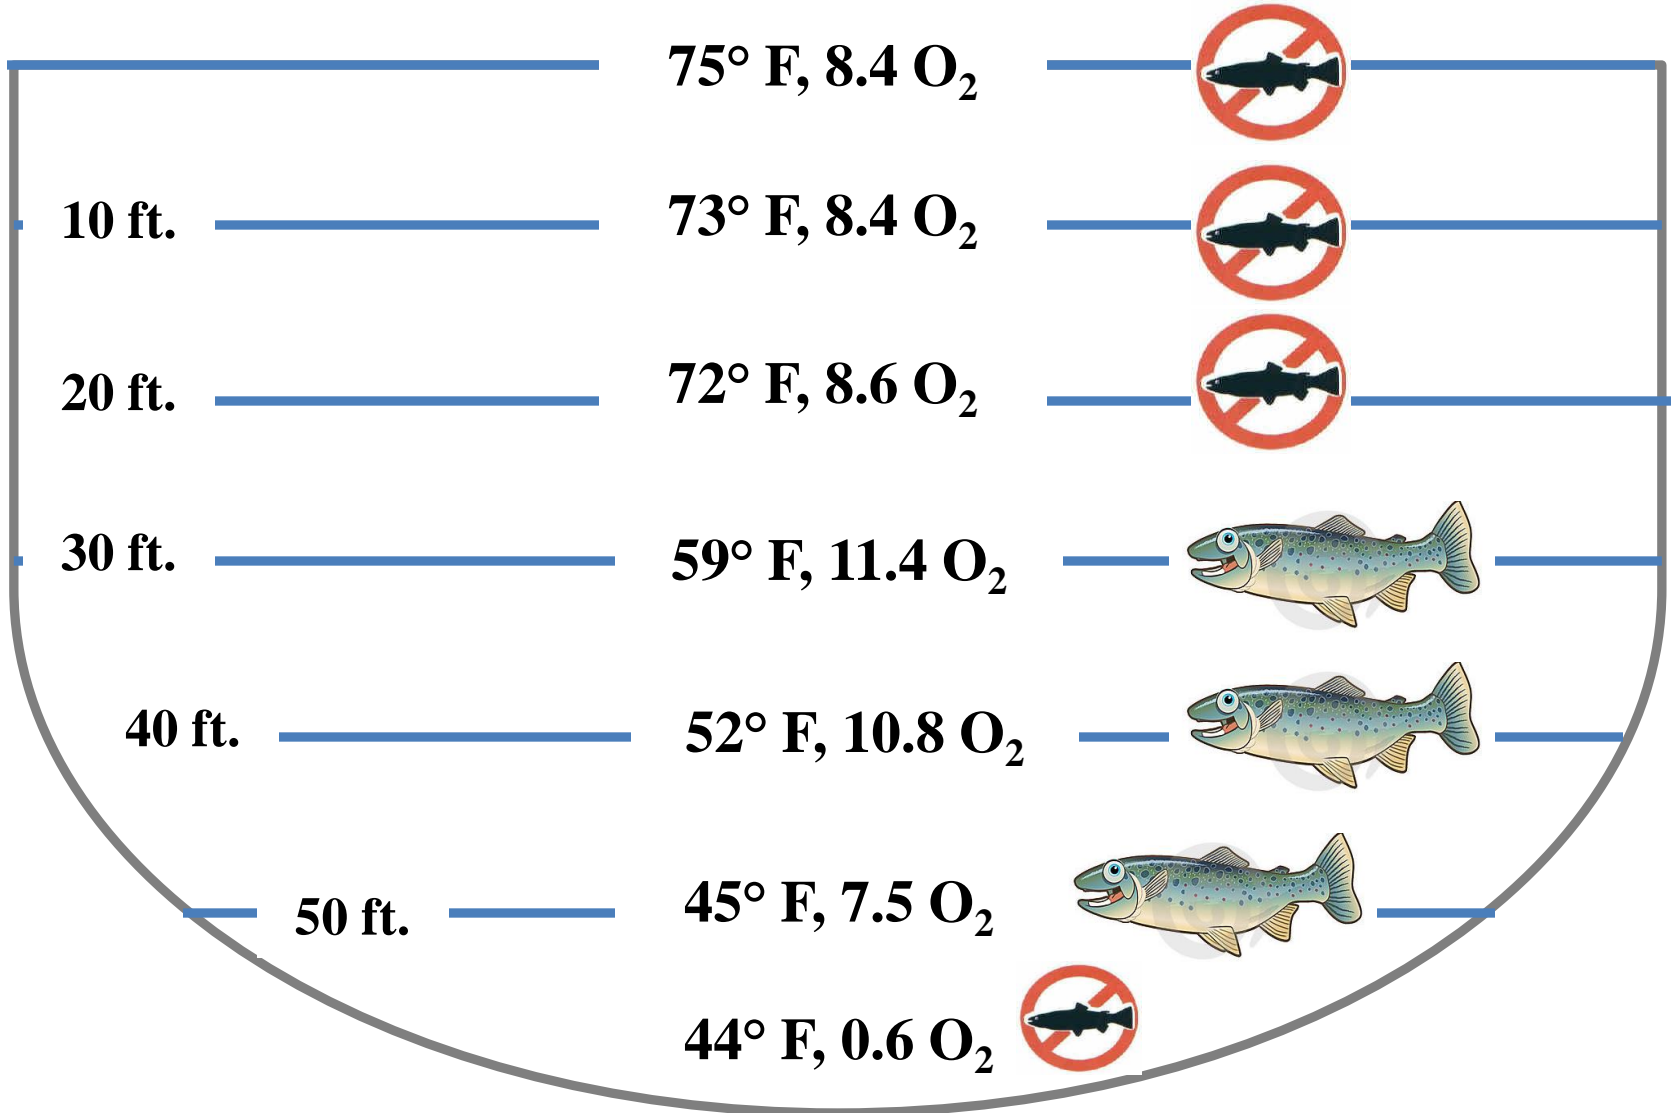 75° F, 8.4 O₂
10 ft. 73° F, 8.4 O₂
20 ft. 72° F, 8.6 O₂
30 ft. 59° F, 11.4 O₂
40 ft. 52° F, 10.8 O₂
50 ft. 45° F, 7.5 O₂
44° F, 0.6 O₂